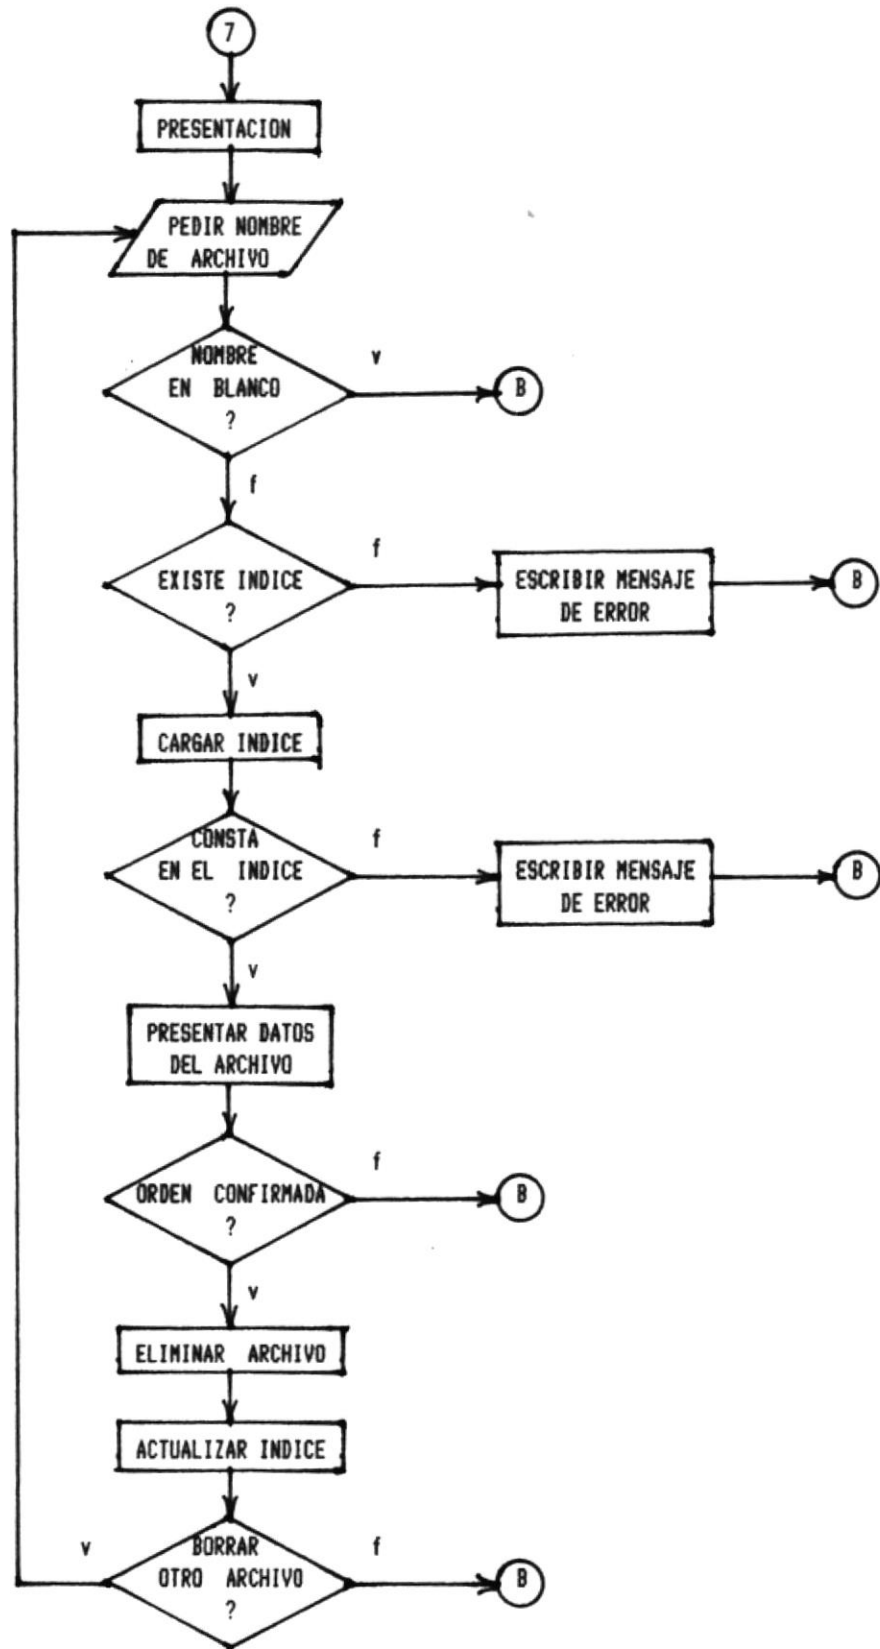 7
PRESENTACION
PEDIR NOMBRE
DE ARCHIVO
NOMBRE
EN BLANCO
?
v
B
f
EXISTE INDICE
?
f
ESCRIBIR MENSAJE
DE ERROR
B
v
CARGAR INDICE
CONSTA
EN EL INDICE
?
f
ESCRIBIR MENSAJE
DE ERROR
B
v
PRESENTAR DATOS
DEL ARCHIVO
ORDEN CONFIRMADA
?
f
B
v
ELIMINAR ARCHIVO
ACTUALIZAR INDICE
v
BORRAR
OTRO ARCHIVO
?
f
B